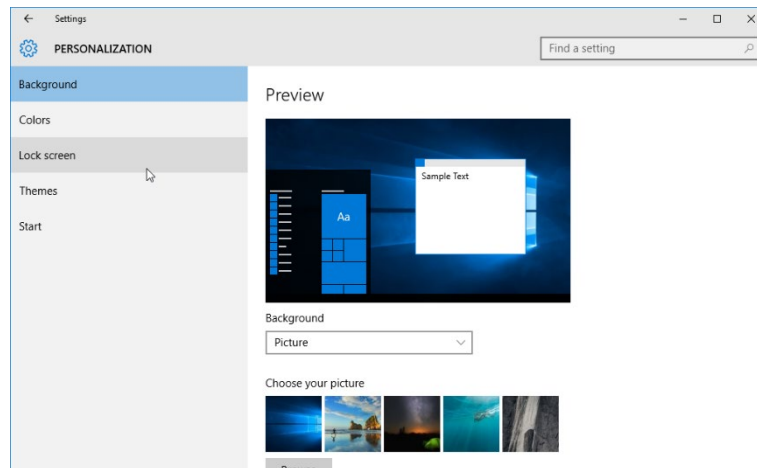 Settings
PERSONALIZATION
Find a setting
Background
Colors
Lock screen
Themes
Start
Preview
Sample Text
Aa
Background
Picture
Choose your picture